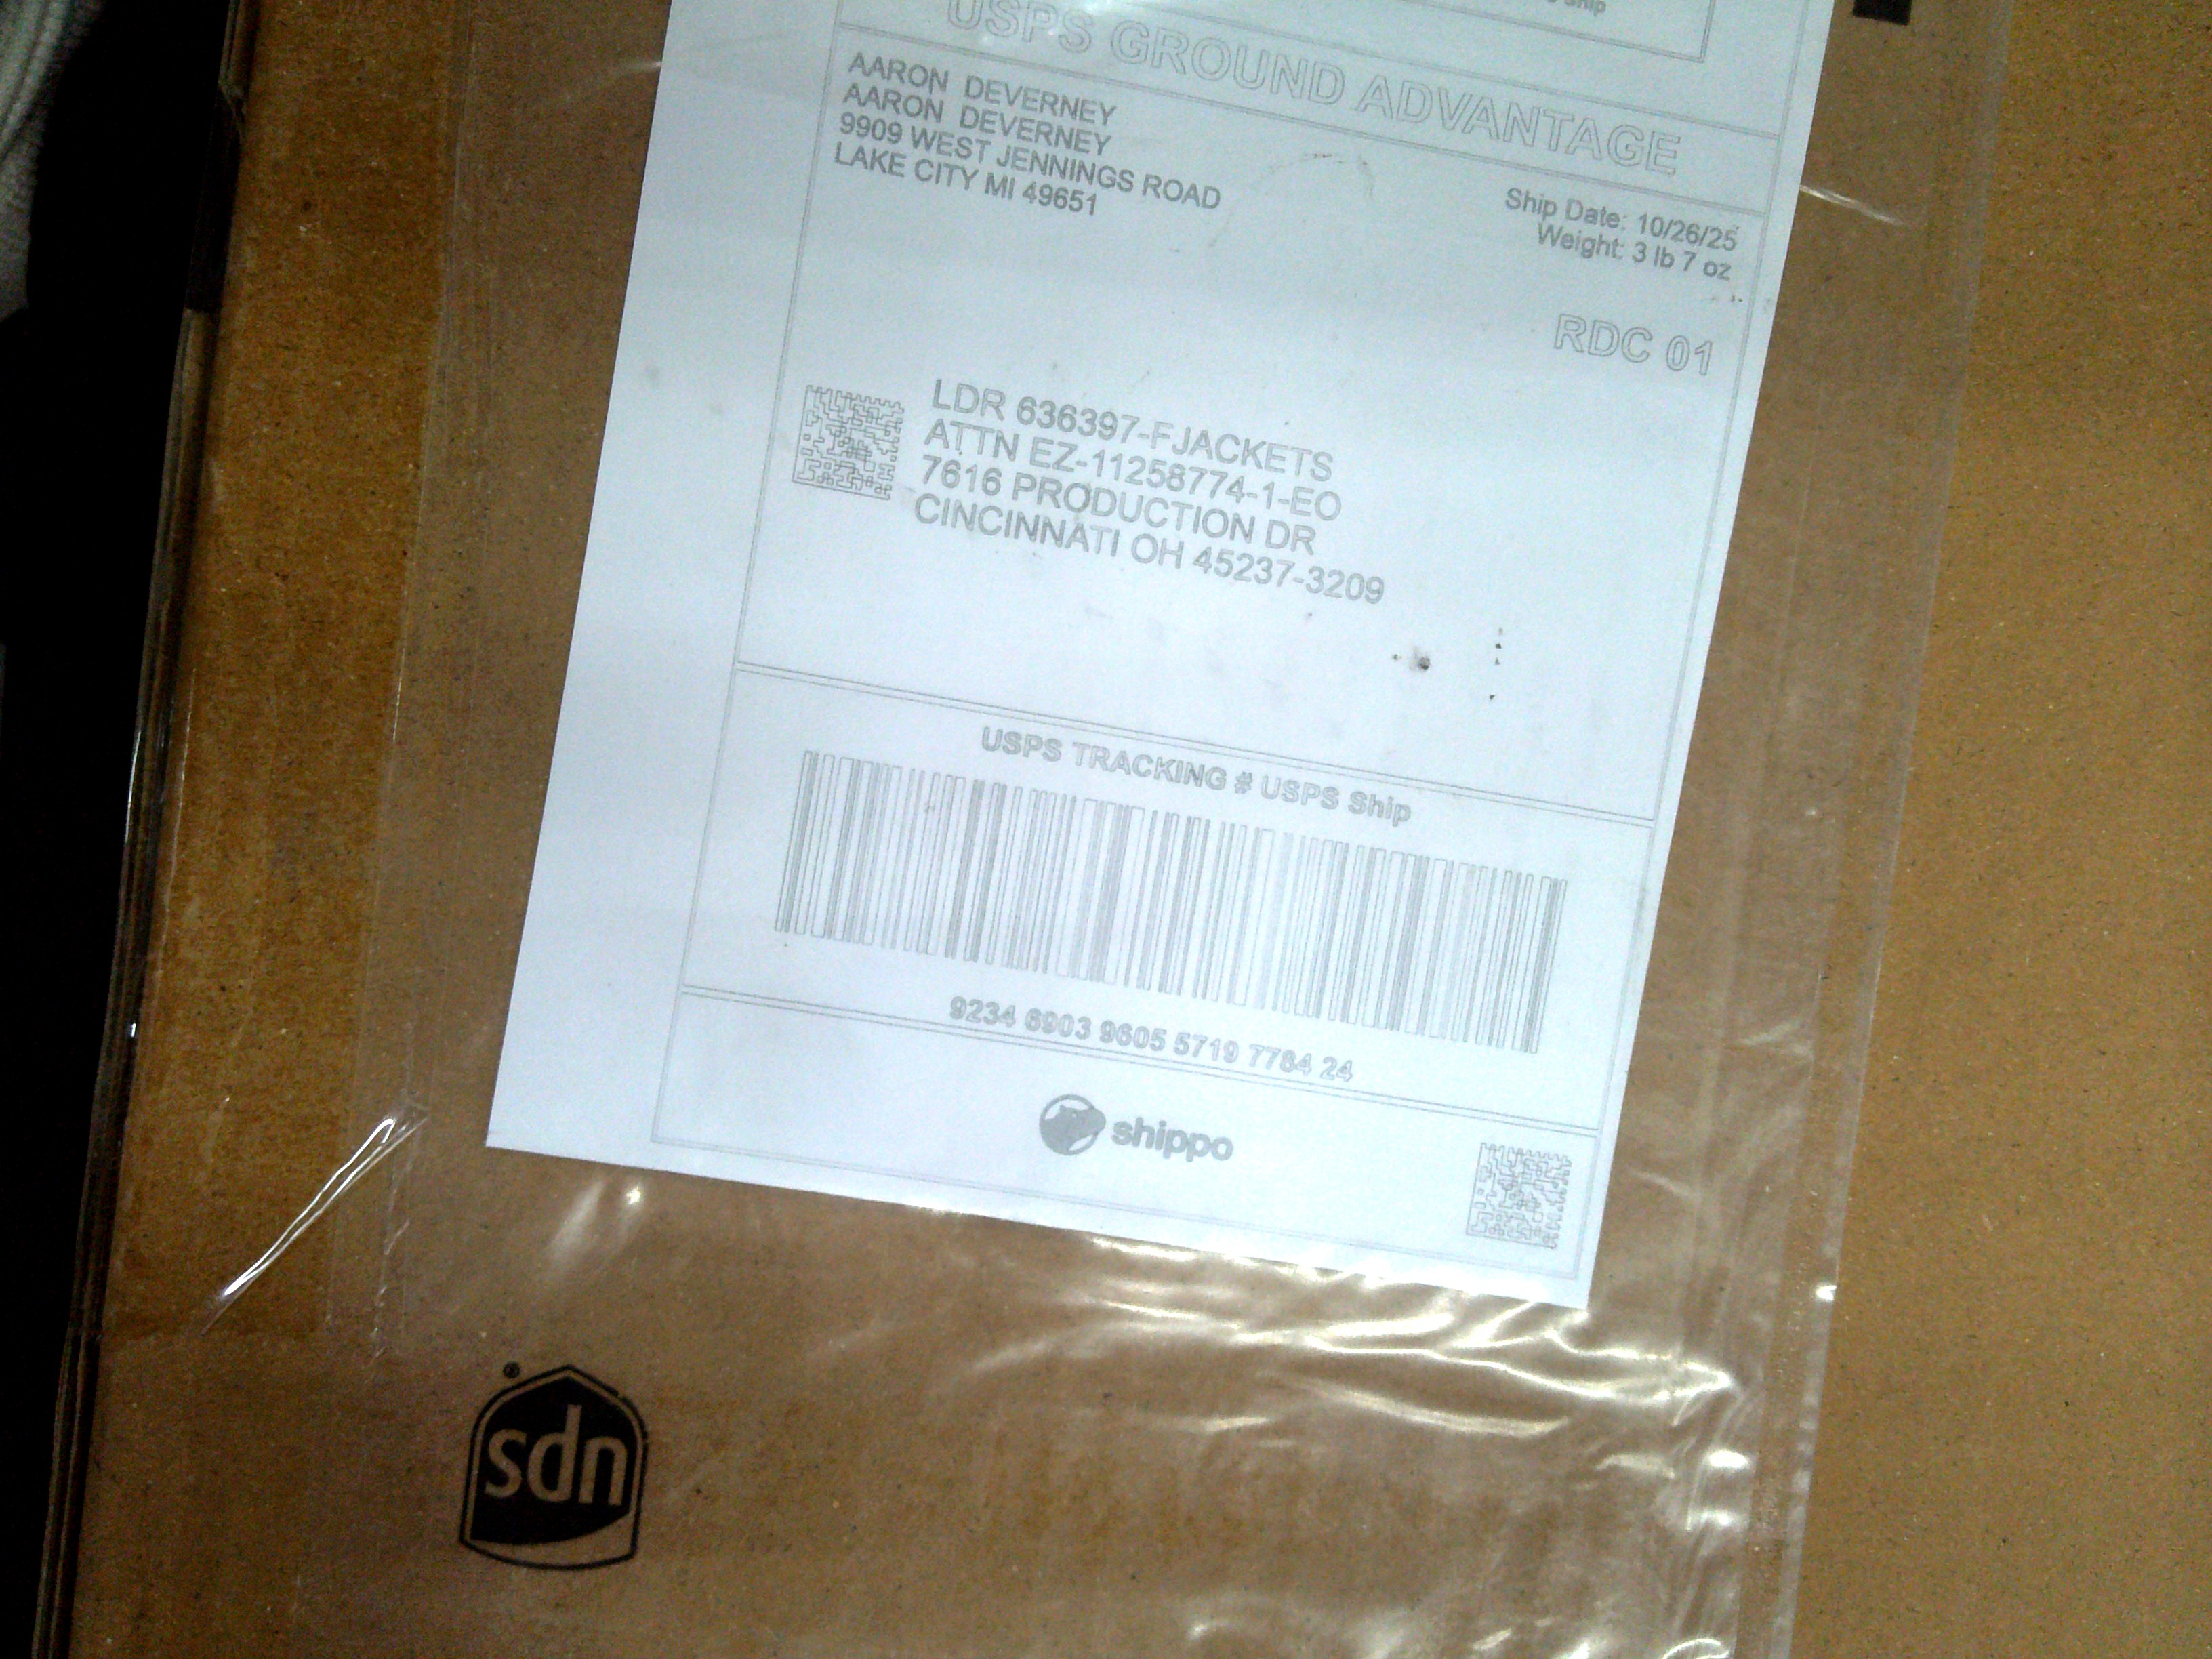 Ship
USPS GROUND ADVANTAGE
AARON DEVERNEY
AARON DEVERNEY
9909 WEST JENNINGS ROAD
LAKE CITY MI 49651
Ship Date: 10/26/25
Weight: 3 lb 7 oz
RDC 01
LDR 636397-FJACKETS
ATTN EZ-11258774-1-EO
7616 PRODUCTION DR
CINCINNATI OH 45237-3209
USPS TRACKING # USPS Ship
9234 6903 9605 5719 7784 24
shippo
sdn
®